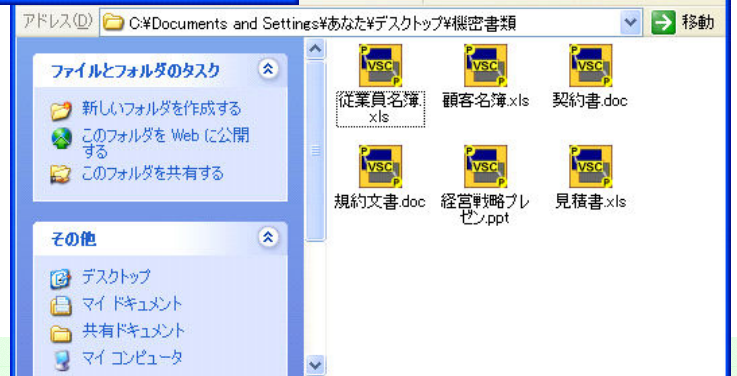 アドレス(D) C:¥Documents and Settings¥あなた¥デスクトップ¥機密書類 移動
ファイルとフォルダのタスク
新しいフォルダを作成する
このフォルダを Web に公開
する
このフォルダを共有する
その他
デスクトップ
マイ ドキュメント
共有ドキュメント
マイ コンピュータ
P VSC P
従業員名簿.
xls
P VSC P
顧客名簿.xls
P VSC P
契約書.doc
P VSC P
規約文書.doc
P VSC P
経営戦略プレ
ゼン.ppt
P VSC P
見積書.xls